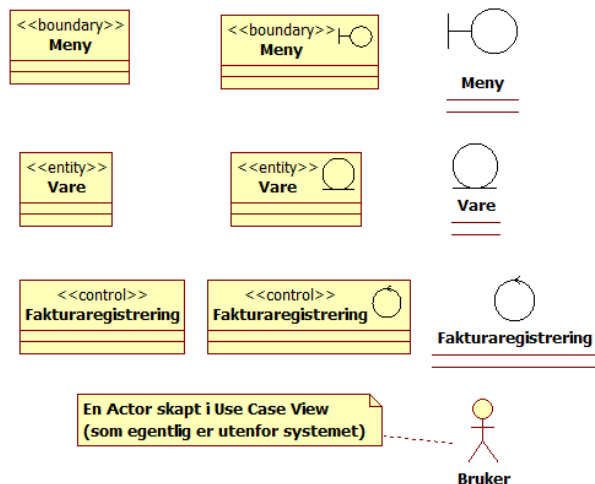 <<boundary>>
Meny
<<boundary>>
Meny
Meny
<<entity>>
Vare
<<entity>>
Vare
Vare
<<control>>
Fakturaregistrering
<<control>>
Fakturaregistrering
Fakturaregistrering
En Actor skapt i Use Case View
(som egentlig er utenfor systemet)
Bruker